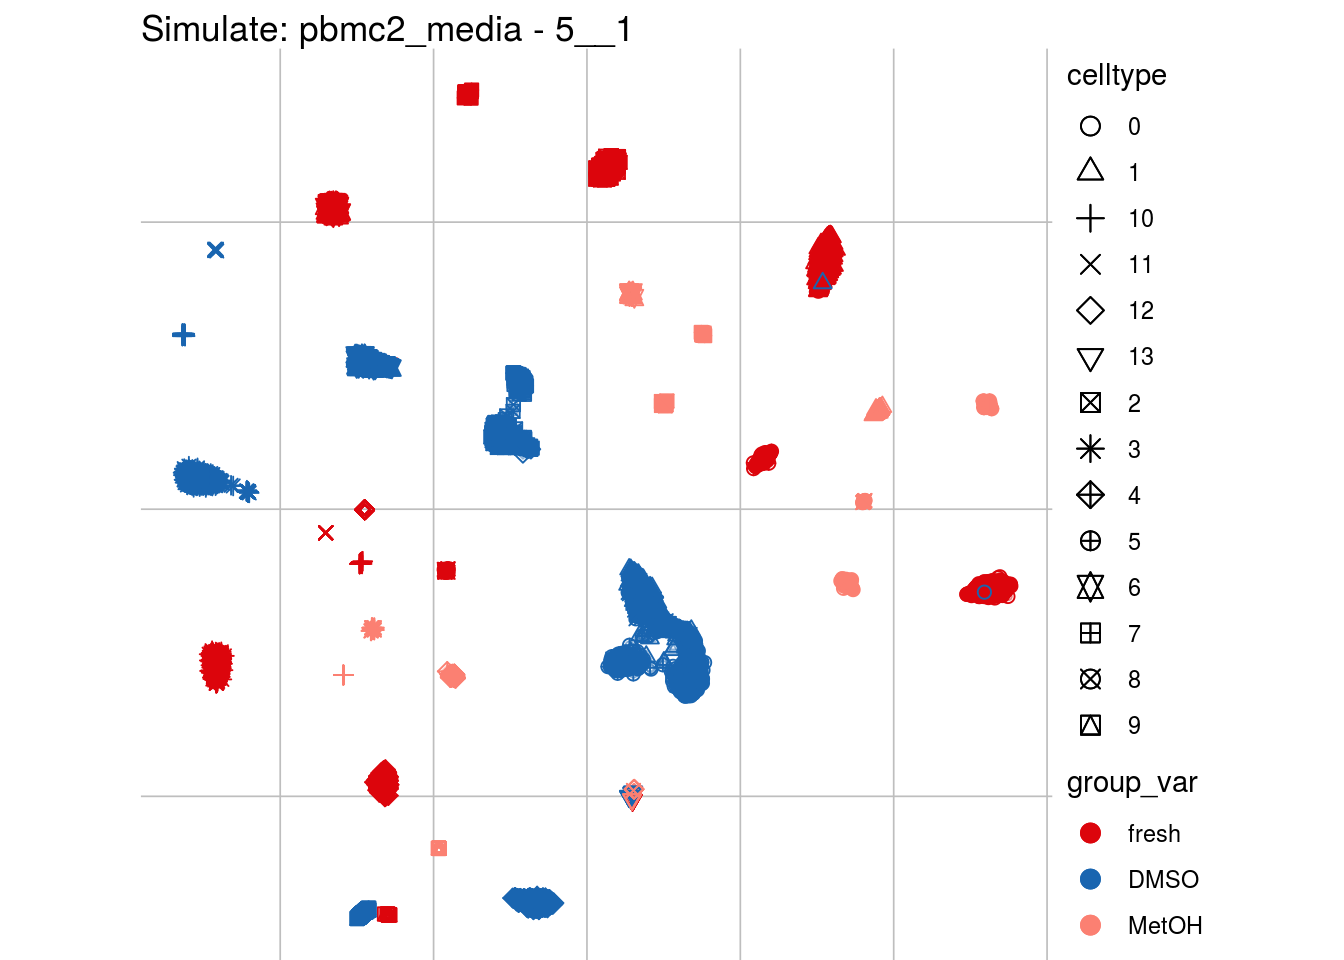 Simulate: pbmc2_media - 5__1
celltype
0
1
10
11
12
13
2
3
4
5
6
7
8
9
group_var
fresh
DMSO
MetOH